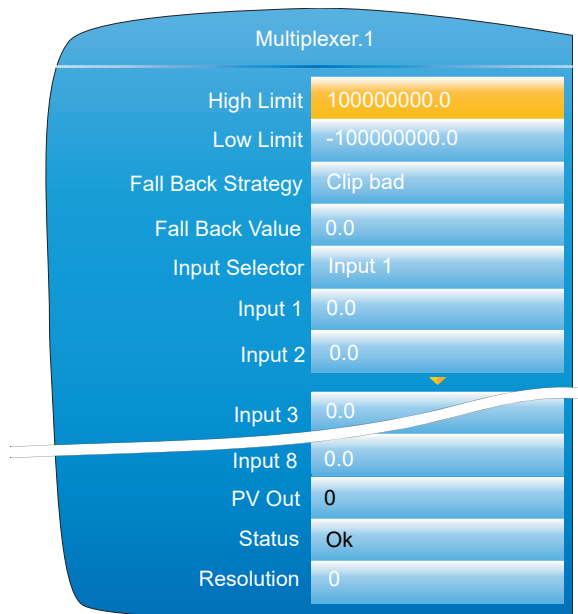 Multiplexer.1
High Limit 100000000.0
Low Limit -100000000.0
Fall Back Strategy Clip bad
Fall Back Value 0.0
Input Selector Input 1
Input 1 0.0
Input 2 0.0
Input 3 0.0
Input 8 0.0
PV Out 0
Status Ok
Resolution 0